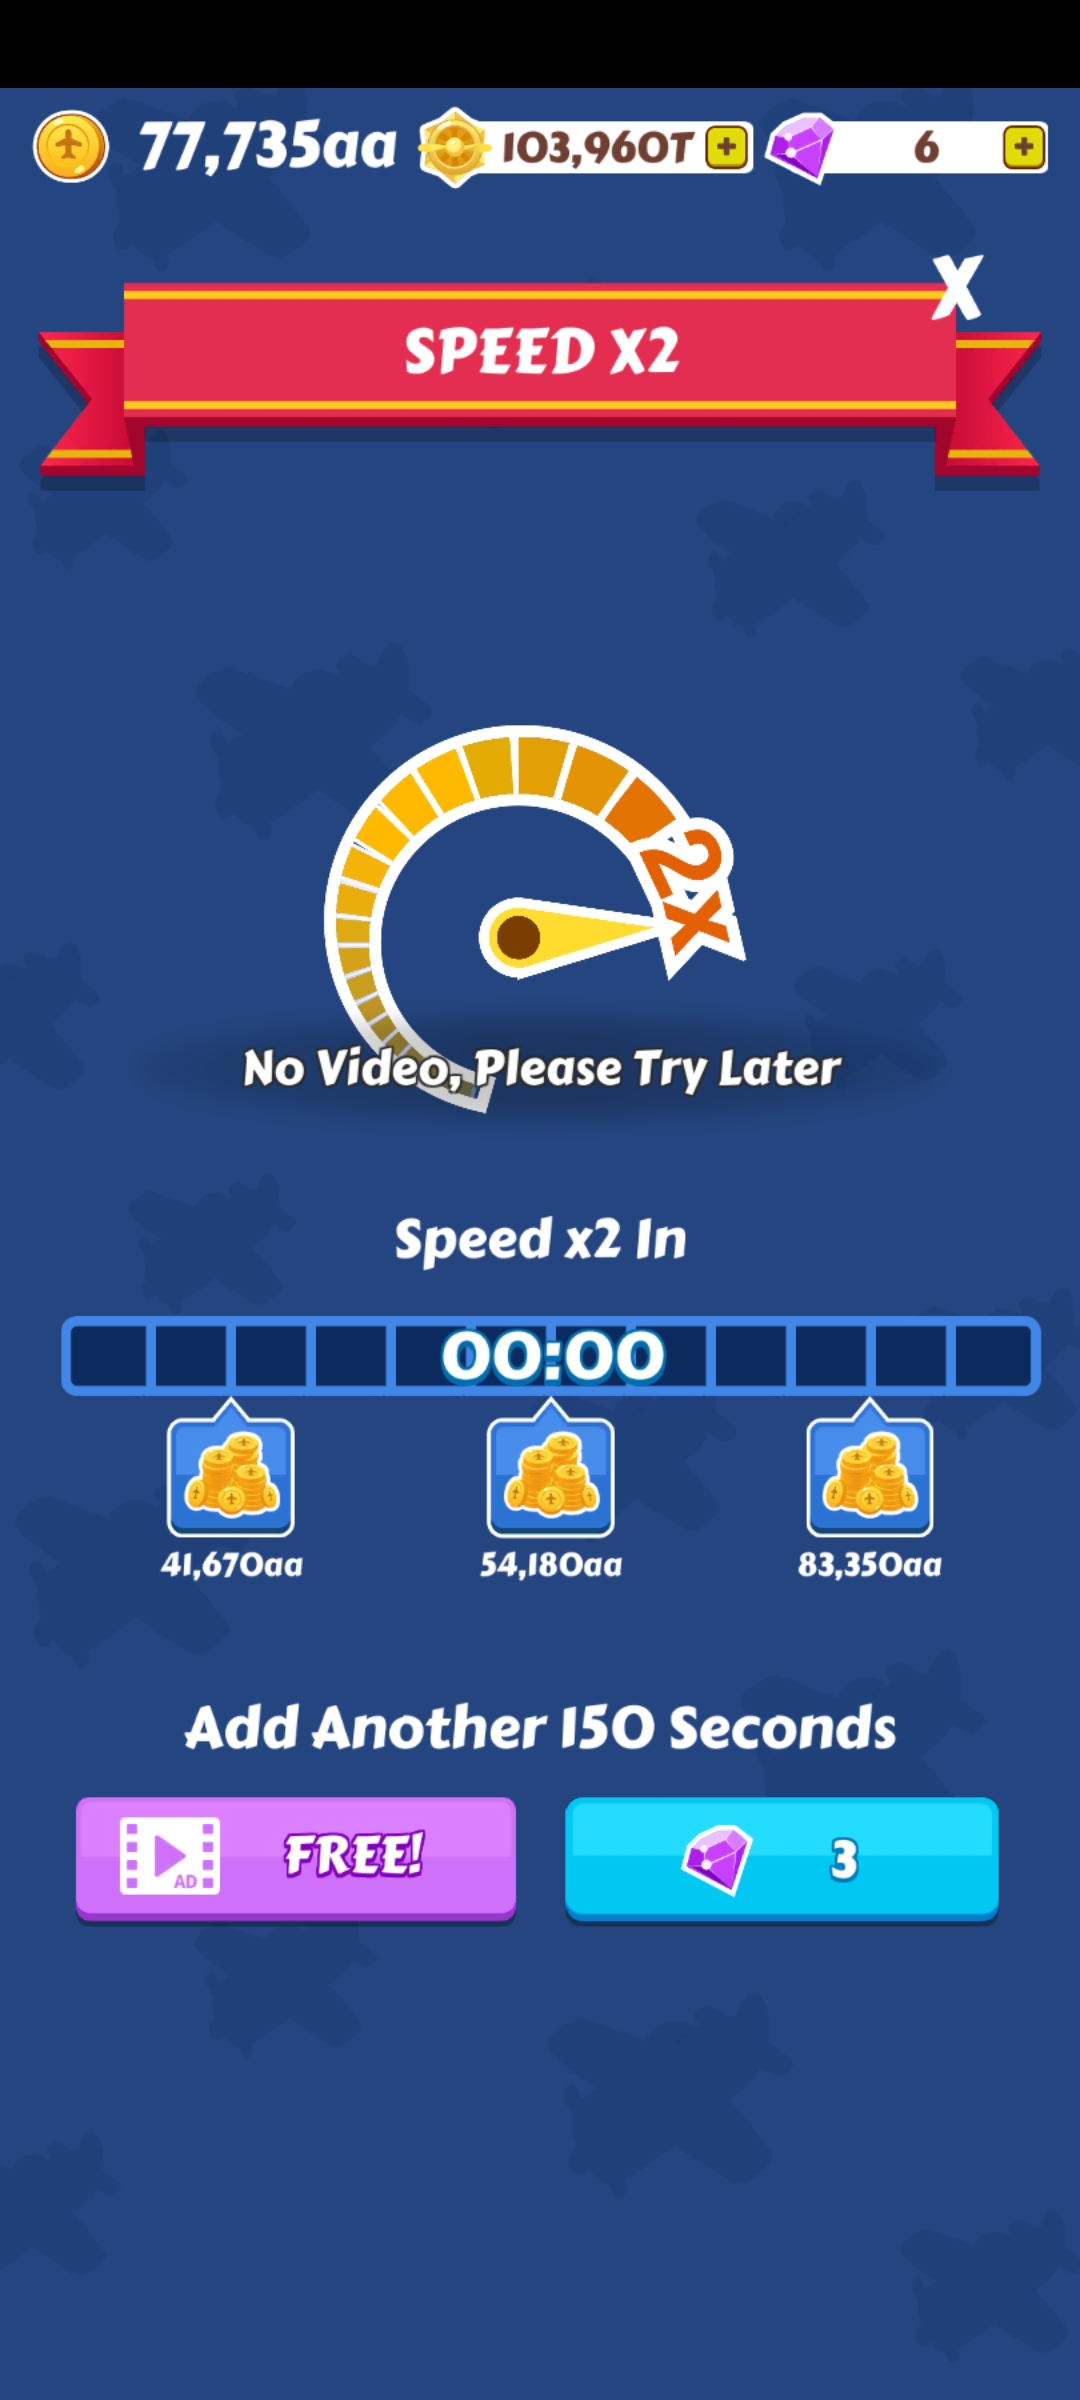 77,735aa 103,960T + 6 +
X
SPEED X2
2x
No Video, Please Try Later
Speed x2 In
00:00
41,670aa 54,180aa 83,350aa
Add Another 150 Seconds
AD FREE! 3